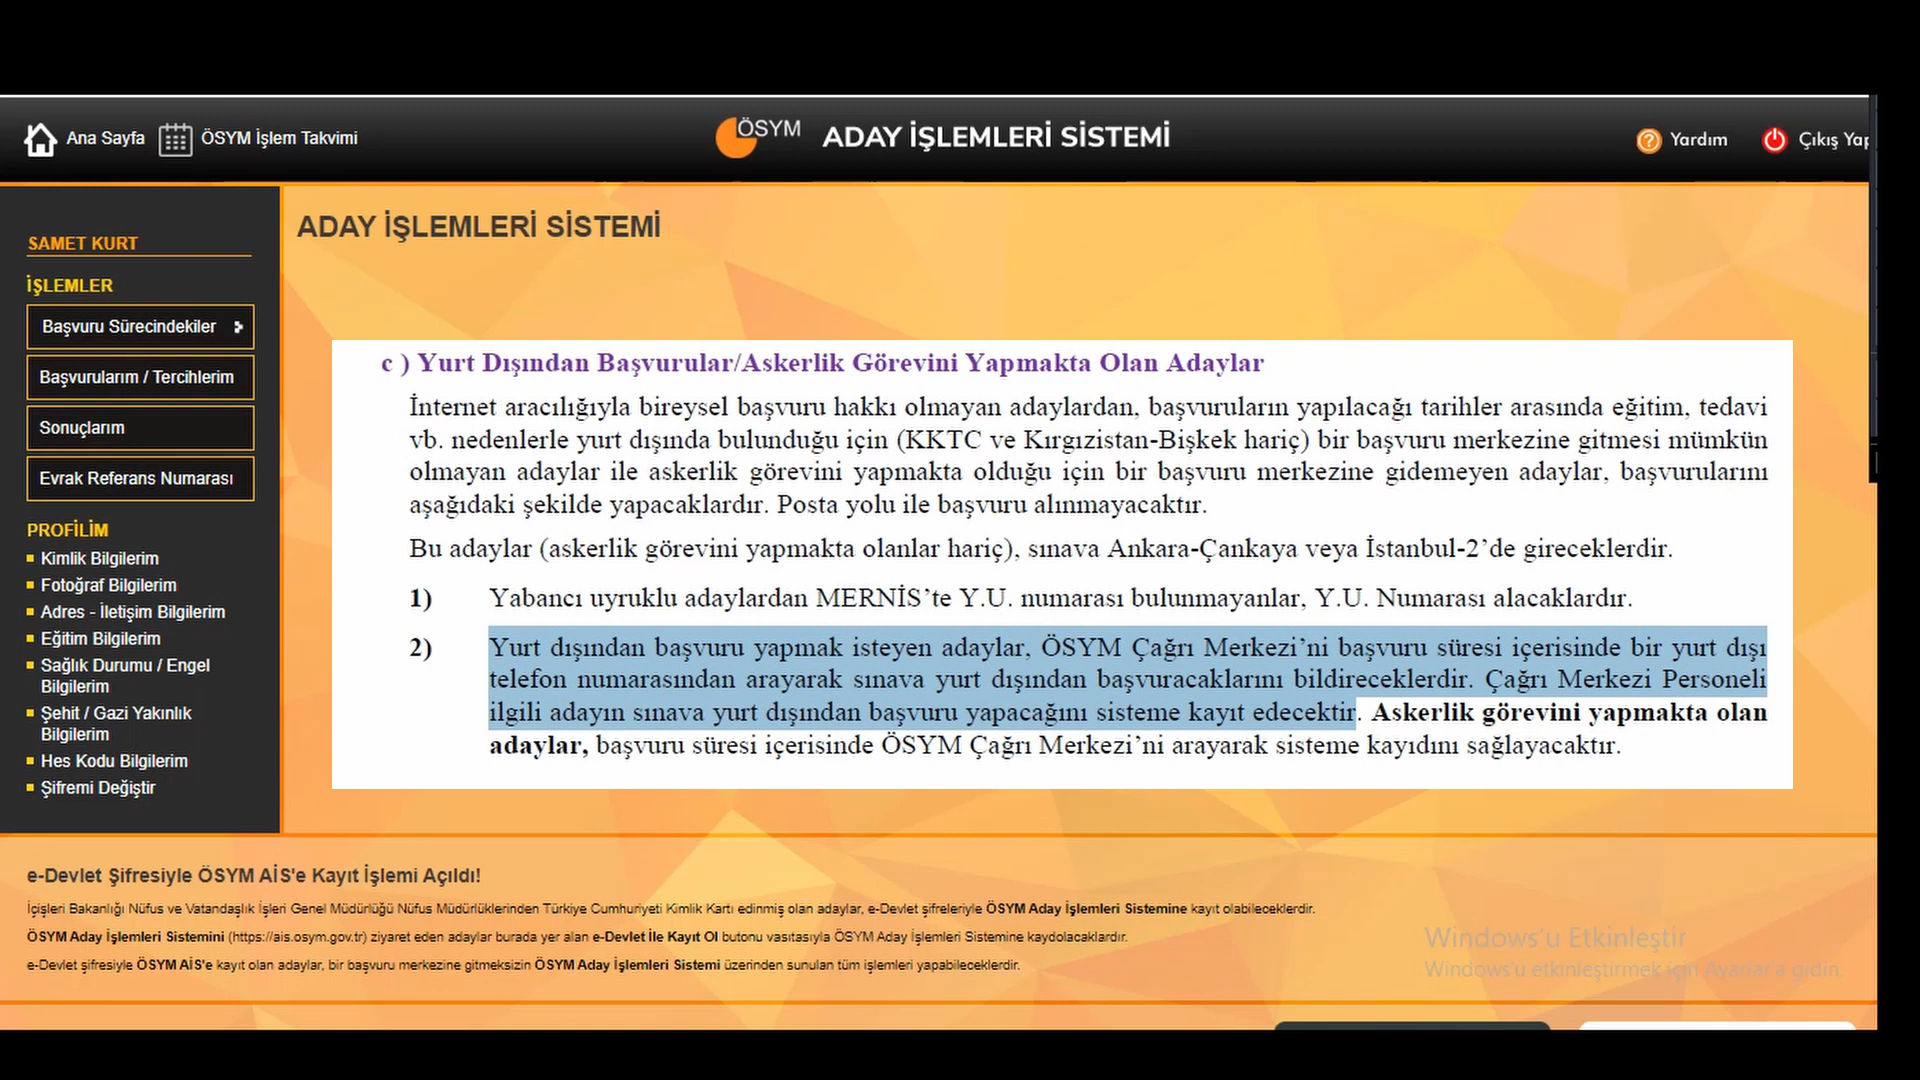 Ana Sayfa
ÖSYM İşlem Takvimi
ÖSYM
ADAY İŞLEMLERİ SİSTEMİ
Yardım
Çıkış Yap
SAMET KURT
İŞLEMLER
Başvuru Sürecindekiler
Başvurularım / Tercihlerim
Sonuçlarım
Evrak Referans Numarası
PROFİLİM
Kimlik Bilgilerim
Fotoğraf Bilgilerim
Adres - İletişim Bilgilerim
Eğitim Bilgilerim
Sağlık Durumu / Engel
Bilgilerim
Şehit / Gazi Yakınlık
Bilgilerim
Hes Kodu Bilgilerim
Şifremi Değiştir
ADAY İŞLEMLERİ SİSTEMİ
c ) Yurt Dışından Başvurular/Askerlik Görevini Yapmakta Olan Adaylar
İnternet aracılığıyla bireysel başvuru hakkı olmayan adaylardan, başvuruların yapılacağı tarihler arasında eğitim, tedavi
vb. nedenlerle yurt dışında bulunduğu için (KKTC ve Kırgızistan-Bişkek hariç) bir başvuru merkezine gitmesi mümkün
olmayan adaylar ile askerlik görevini yapmakta olduğu için bir başvuru merkezine gidemeyen adaylar, başvurularını
aşağıdaki şekilde yapacaklardır. Posta yolu ile başvuru alınmayacaktır.
Bu adaylar (askerlik görevini yapmakta olanlar hariç), sınava Ankara-Çankaya veya İstanbul-2’de gireceklerdir.
1) Yabancı uyruklu adaylardan MERNİS’te Y.U. numarası bulunmayanlar, Y.U. Numarası alacaklardır.
2) Yurt dışından başvuru yapmak isteyen adaylar, ÖSYM Çağrı Merkezi’ni başvuru süresi içerisinde bir yurt dışı
telefon numarasından arayarak sınava yurt dışından başvuracaklarını bildireceklerdir. Çağrı Merkezi Personeli
ilgili adayın sınava yurt dışından başvuru yapacağını sisteme kayıt edecektir. Askerlik görevini yapmakta olan
adaylar, başvuru süresi içerisinde ÖSYM Çağrı Merkezi’ni arayarak sisteme kayıdını sağlayacaktır.
e-Devlet Şifresiyle ÖSYM AİS'e Kayıt İşlemi Açıldı!
İçişleri Bakanlığı Nüfus ve Vatandaşlık İşleri Genel Müdürlüğü Nüfus Müdürlüklerinden Türkiye Cumhuriyeti Kimlik Kartı edinmiş olan adaylar, e-Devlet şifreleriyle ÖSYM Aday İşlemleri Sistemine kayıt olabileceklerdir.
ÖSYM Aday İşlemleri Sistemini (https://ais.osym.gov.tr) ziyaret eden adaylar burada yer alan e-Devlet İle Kayıt Ol butonu vasıtasıyla ÖSYM Aday İşlemleri Sistemine kaydolacaklardır.
e-Devlet şifresiyle ÖSYM AİS'e kayıt olan adaylar, bir başvuru merkezine gitmeksizin ÖSYM Aday İşlemleri Sistemi üzerinden sunulan tüm işlemleri yapabileceklerdir.
Windows'u Etkinleştir
Windows'u etkinleştirmek için Ayarlar'a gidin.